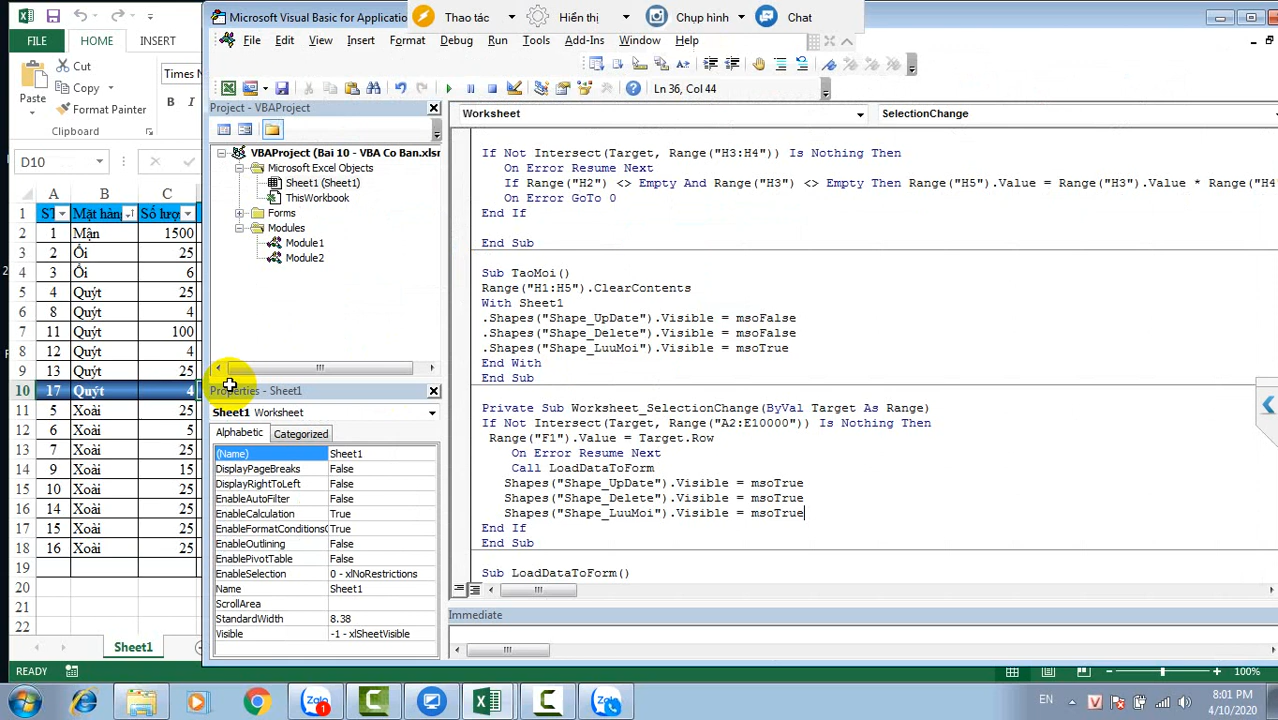 Microsoft Visual Basic for Applicatio
Thao tác
Hiển thị
Chụp hình
Chat
FILE
HOME
INSERT
File Edit View Insert Format Debug Run Tools Add-Ins Window Help
Paste
Cut
Copy
Format Painter
Clipboard
Times N
B I
Ln 36, Col 44
Project - VBAProject
VBAProject (Bai 10 - VBA Co Ban.xlsm
Microsoft Excel Objects
Sheet1 (Sheet1)
ThisWorkbook
Forms
Modules
Module1
Module2
Worksheet
SelectionChange
D10
A B C
1 ST Mặt hàng Số lượ
2 1 Mận 1500
3 2 Ổi 25
4 3 Ổi 6
5 4 Quýt 25
6 8 Quýt 4
7 11 Quýt 100
8 12 Quýt 4
9 13 Quýt 25
10 17 Quýt 4
11 5 Xoài 25
12 6 Xoài 5
13 7 Xoài 25
14 9 Xoài 15
15 10 Xoài 25
16 14 Xoài 25
17 15 Xoài 25
18 16 Xoài 25
19
20
21
22
Sheet1
READY
Properties - Sheet1
Sheet1 Worksheet
Alphabetic Categorized
(Name) Sheet1
DisplayPageBreaks False
DisplayRightToLeft False
EnableAutoFilter False
EnableCalculation True
EnableFormatConditionsC True
EnableOutlining False
EnablePivotTable False
EnableSelection 0 - xlNoRestrictions
Name Sheet1
ScrollArea
StandardWidth 8.38
Visible -1 - xlSheetVisible
If Not Intersect(Target, Range("H3:H4")) Is Nothing Then
On Error Resume Next
If Range("H2") <> Empty And Range("H3") <> Empty Then Range("H5").Value = Range("H3").Value * Range("H4
On Error GoTo 0
End If
End Sub
Sub TaoMoi()
Range("H1:H5").ClearContents
With Sheet1
.Shapes("Shape_UpDate").Visible = msoFalse
.Shapes("Shape_Delete").Visible = msoFalse
.Shapes("Shape_LuuMoi").Visible = msoTrue
End With
End Sub
Private Sub Worksheet_SelectionChange(ByVal Target As Range)
If Not Intersect(Target, Range("A2:E10000")) Is Nothing Then
Range("F1").Value = Target.Row
On Error Resume Next
Call LoadDataToForm
Shapes("Shape_UpDate").Visible = msoTrue
Shapes("Shape_Delete").Visible = msoTrue
Shapes("Shape_LuuMoi").Visible = msoTrue
End If
End Sub
Sub LoadDataToForm()
Immediate
100%
Zalo
1
Zalo
EN
V
8:01 PM
4/10/2020